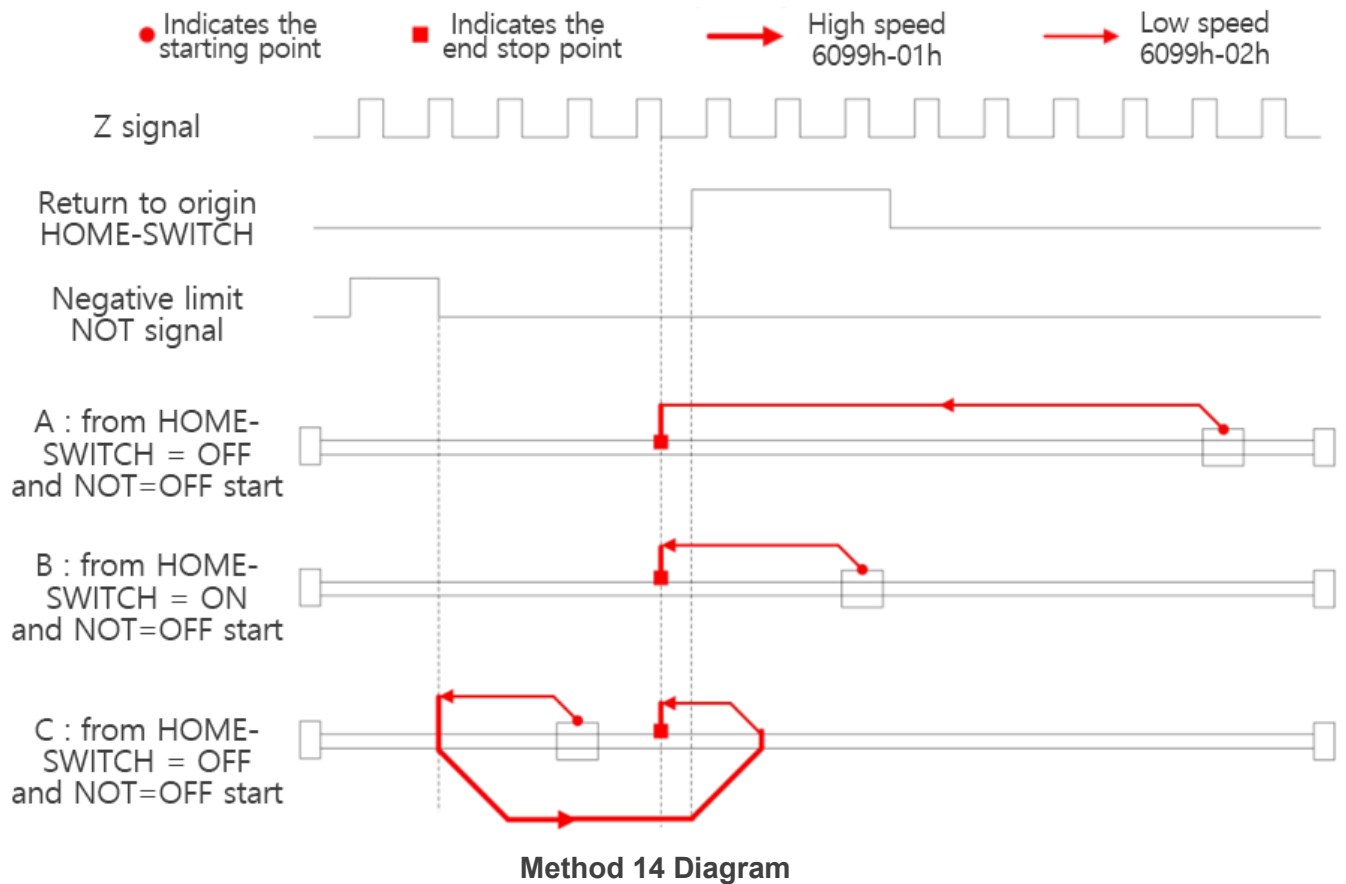 Indicates the
starting point
Indicates the
end stop point
High speed
6099h-01h
Low speed
6099h-02h
Z signal
Return to origin
HOME-SWITCH
Negative limit
NOT signal
A : from HOME-
SWITCH = OFF
and NOT=OFF start
B : from HOME-
SWITCH = ON
and NOT=OFF start
C : from HOME-
SWITCH = OFF
and NOT=OFF start
Method 14 Diagram